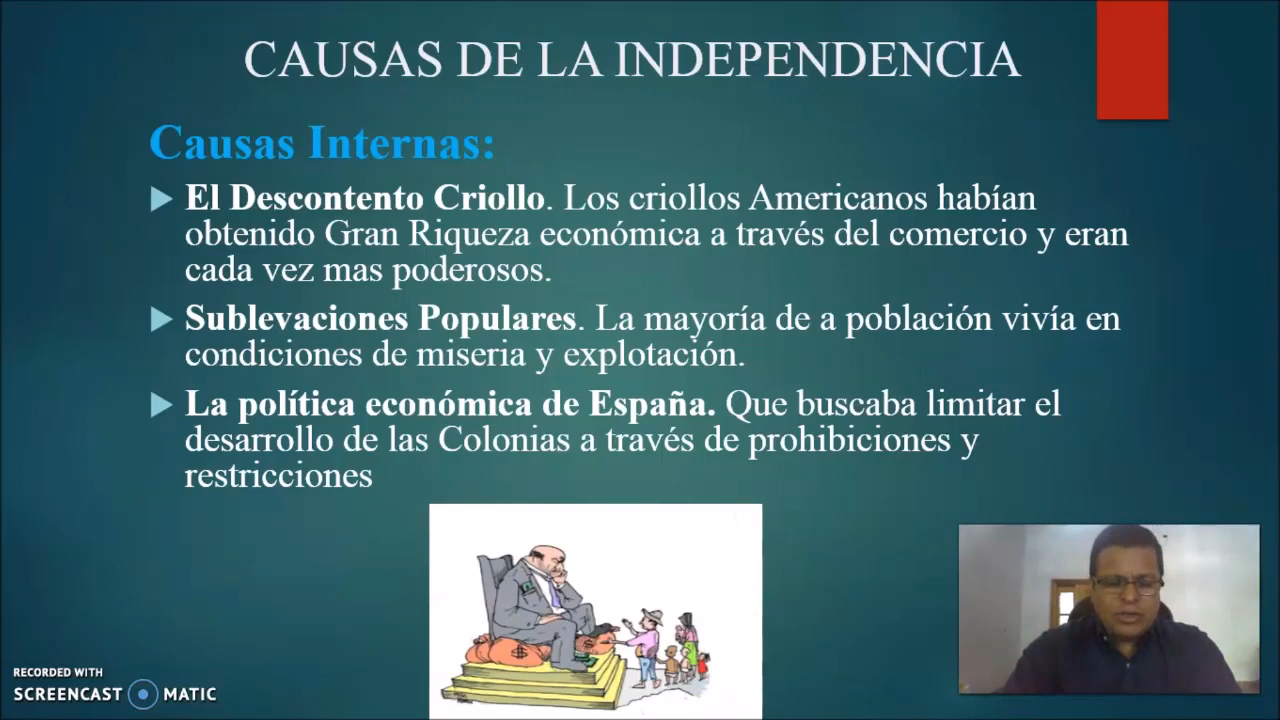 CAUSAS DE LA INDEPENDENCIA
Causas Internas:
El Descontento Criollo. Los criollos Americanos habían
obtenido Gran Riqueza económica a través del comercio y eran
cada vez mas poderosos.
Sublevaciones Populares. La mayoría de a población vivía en
condiciones de miseria y explotación.
La política económica de España. Que buscaba limitar el
desarrollo de las Colonias a través de prohibiciones y
restricciones
$ $
RECORDED WITH
SCREENCAST MATIC